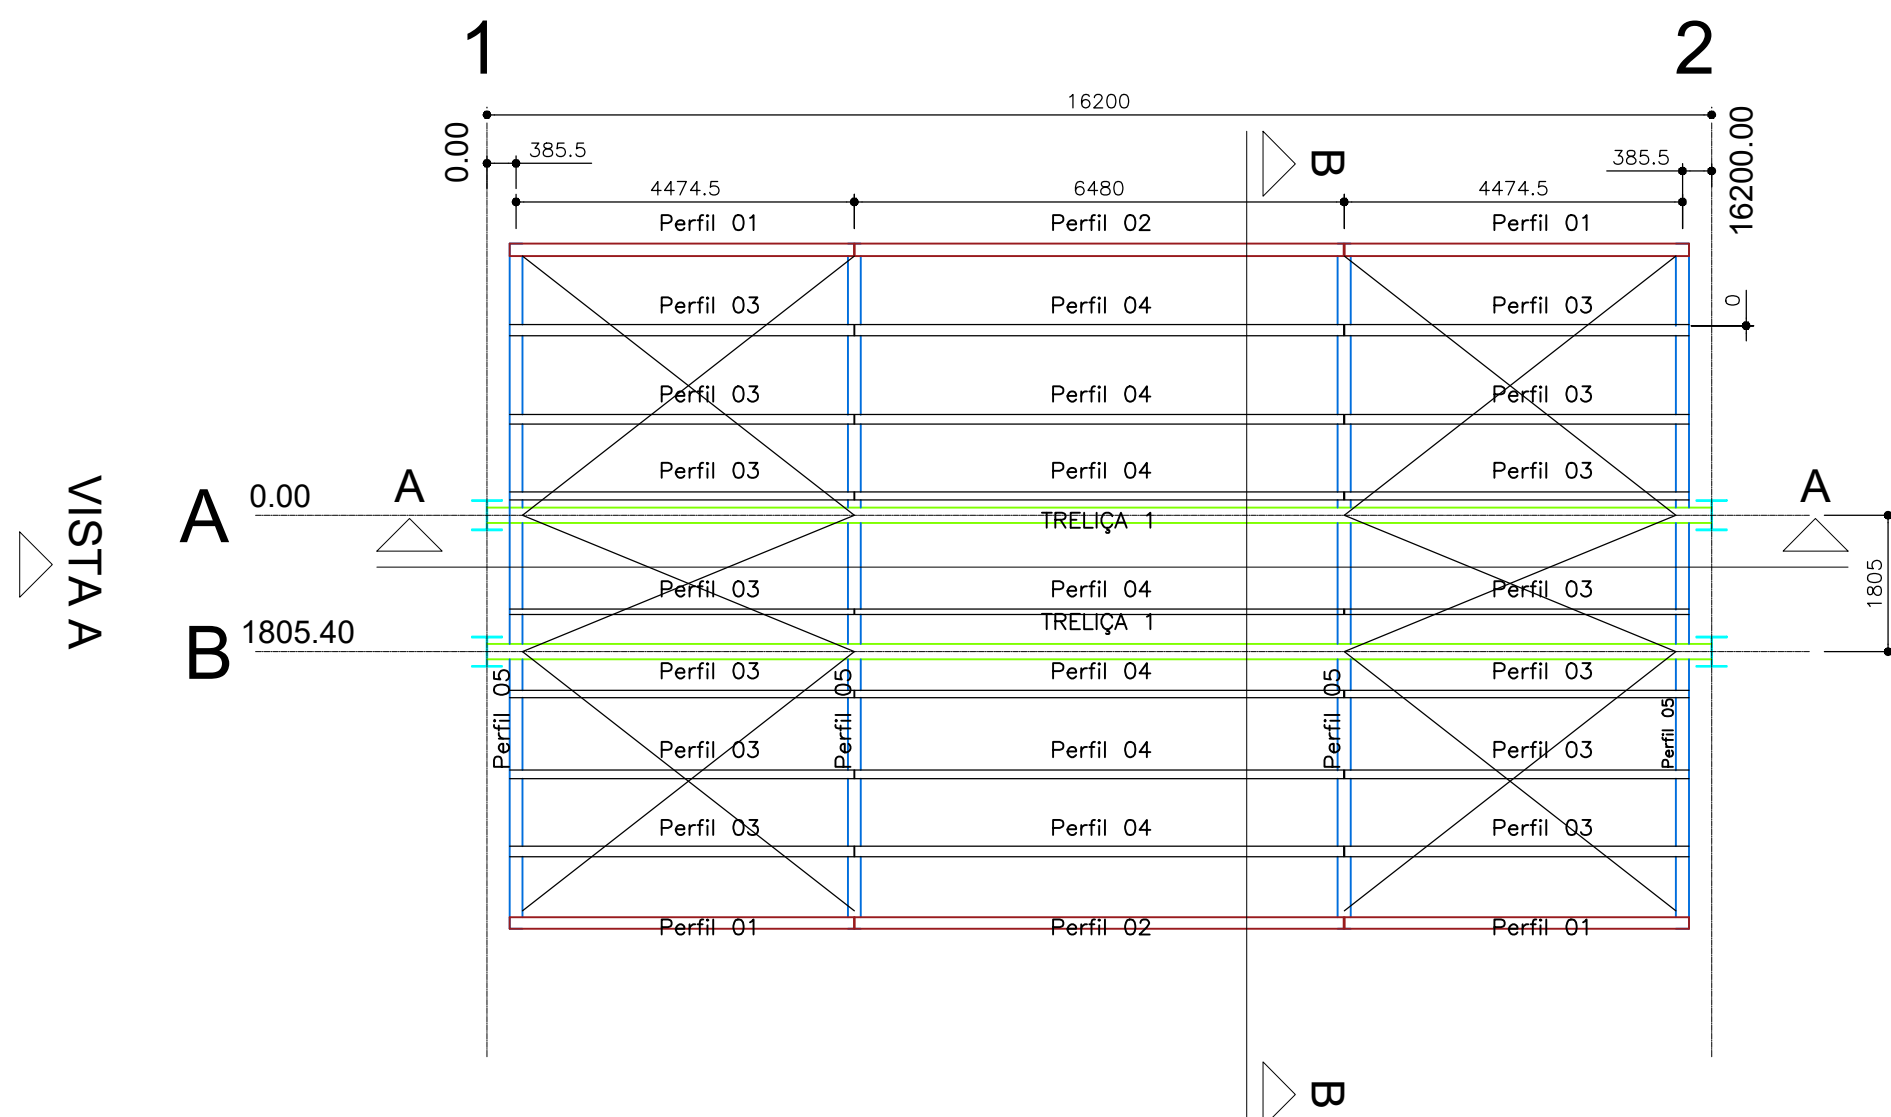 1
2
16200
0.00
385.5
B
385.5
16200.00
4474.5
6480
4474.5
Perfil 01
Perfil 02
Perfil 01
Perfil 03
Perfil 04
Perfil 03
0
Perfil 03
Perfil 04
Perfil 03
Perfil 03
Perfil 04
Perfil 03
VISTA A
A
0.00
A
A
TRELIÇA 1
Perfil 03
Perfil 04
Perfil 03
1805
TRELIÇA 1
B
1805.40
Perfil 03
Perfil 04
Perfil 03
Perfil 05
Perfil 05
Perfil 05
Perfil 05
Perfil 03
Perfil 04
Perfil 03
Perfil 03
Perfil 04
Perfil 03
Perfil 01
Perfil 02
Perfil 01
B